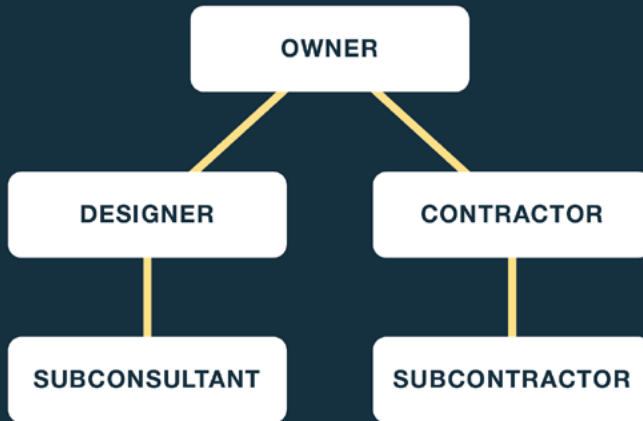 OWNER
DESIGNER
CONTRACTOR
SUBCONSULTANT
SUBCONTRACTOR